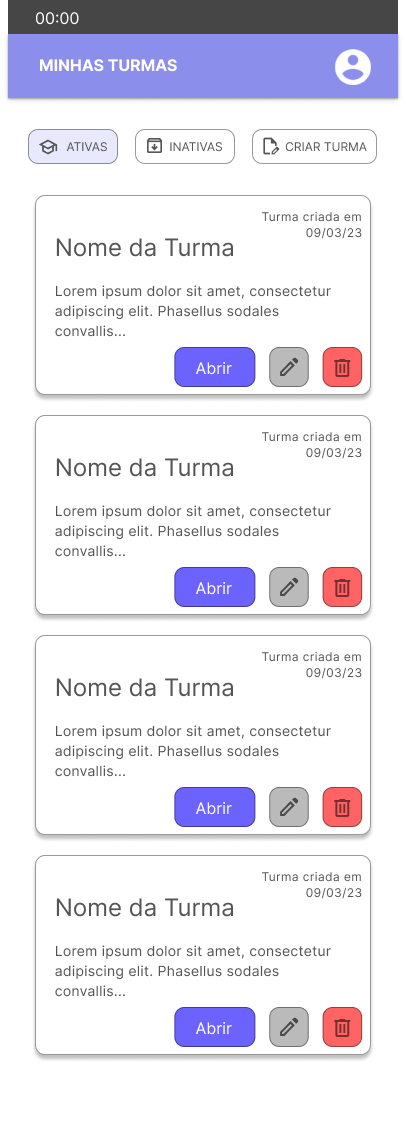 00:00
MINHAS TURMAS
ATIVAS
INATIVAS
CRIAR TURMA
Turma criada em
09/03/23
Nome da Turma
Lorem ipsum dolor sit amet, consectetur
adipiscing elit. Phasellus sodales
convallis...
Abrir
Turma criada em
09/03/23
Nome da Turma
Lorem ipsum dolor sit amet, consectetur
adipiscing elit. Phasellus sodales
convallis...
Abrir
Turma criada em
09/03/23
Nome da Turma
Lorem ipsum dolor sit amet, consectetur
adipiscing elit. Phasellus sodales
convallis...
Abrir
Turma criada em
09/03/23
Nome da Turma
Lorem ipsum dolor sit amet, consectetur
adipiscing elit. Phasellus sodales
convallis...
Abrir